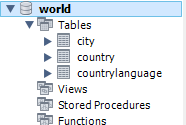 world
Tables
city
country
countrylanguage
Views
Stored Procedures
Functions